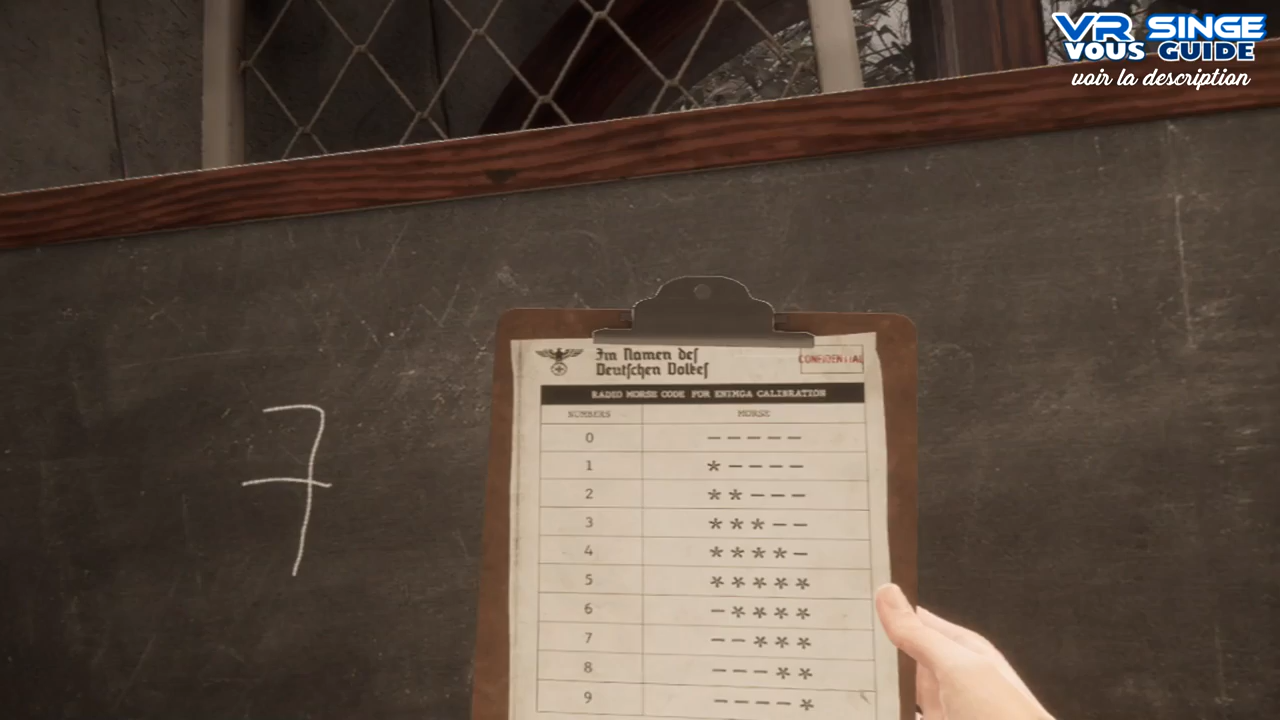 VR SINGE
VOUS GUIDE
voir la description
Im Namen des
Deutschen Volkes
CONFIDENTIAL
RADIO MORSE CODE FOR ENIMGA CALIBRATION
NUMBERS MORSE
0 – – – – –
1 * – – – –
2 * * – – –
3 * * * – –
4 * * * * –
5 * * * * *
6 – * * * *
7 – – * * *
8 – – – * *
9 – – – – *
7